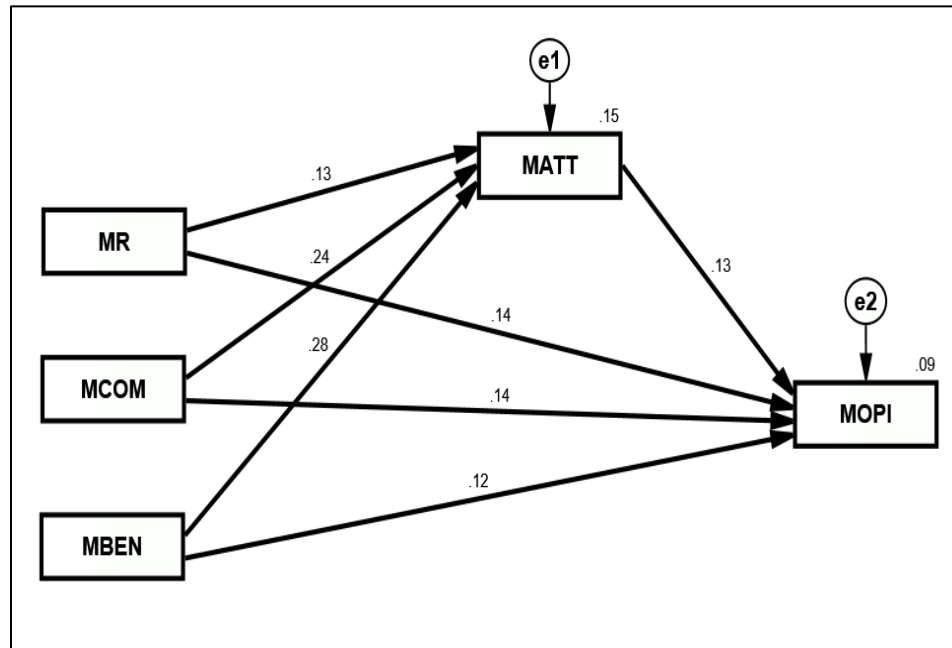 e1
.15
MATT
.13
MR
.24
.13
e2
.14
.28
.09
MCOM
.14
MOPI
.12
MBEN